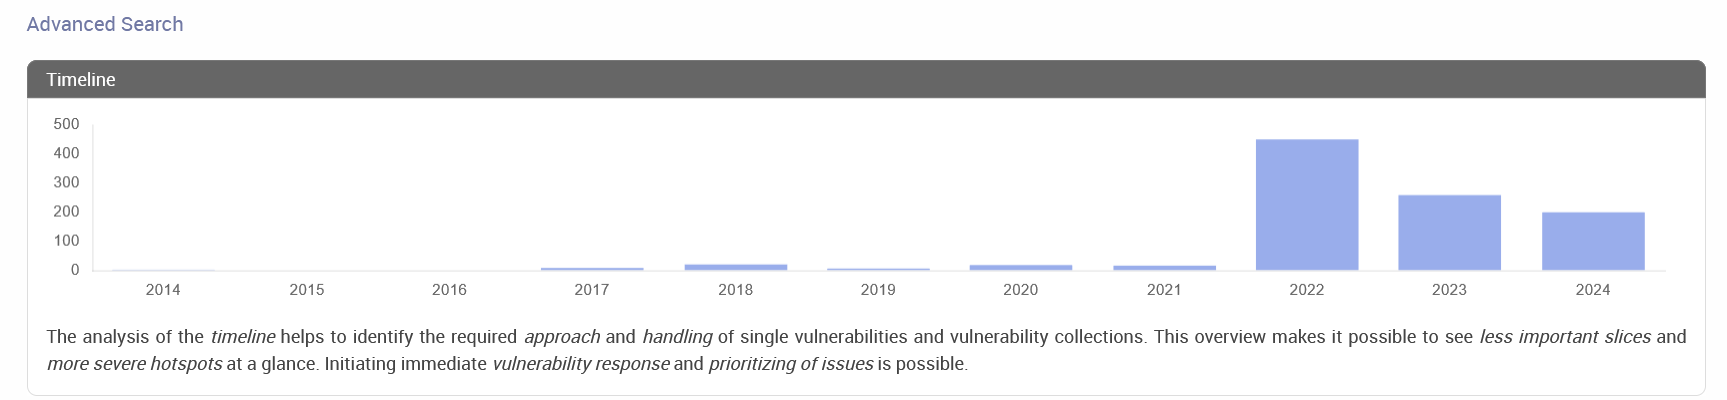 Advanced Search
Timeline
500
400
300
200
100
0
2014 2015 2016 2017 2018 2019 2020 2021 2022 2023 2024
The analysis of the timeline helps to identify the required approach and handling of single vulnerabilities and vulnerability collections. This overview makes it possible to see less important slices and
more severe hotspots at a glance. Initiating immediate vulnerability response and prioritizing of issues is possible.